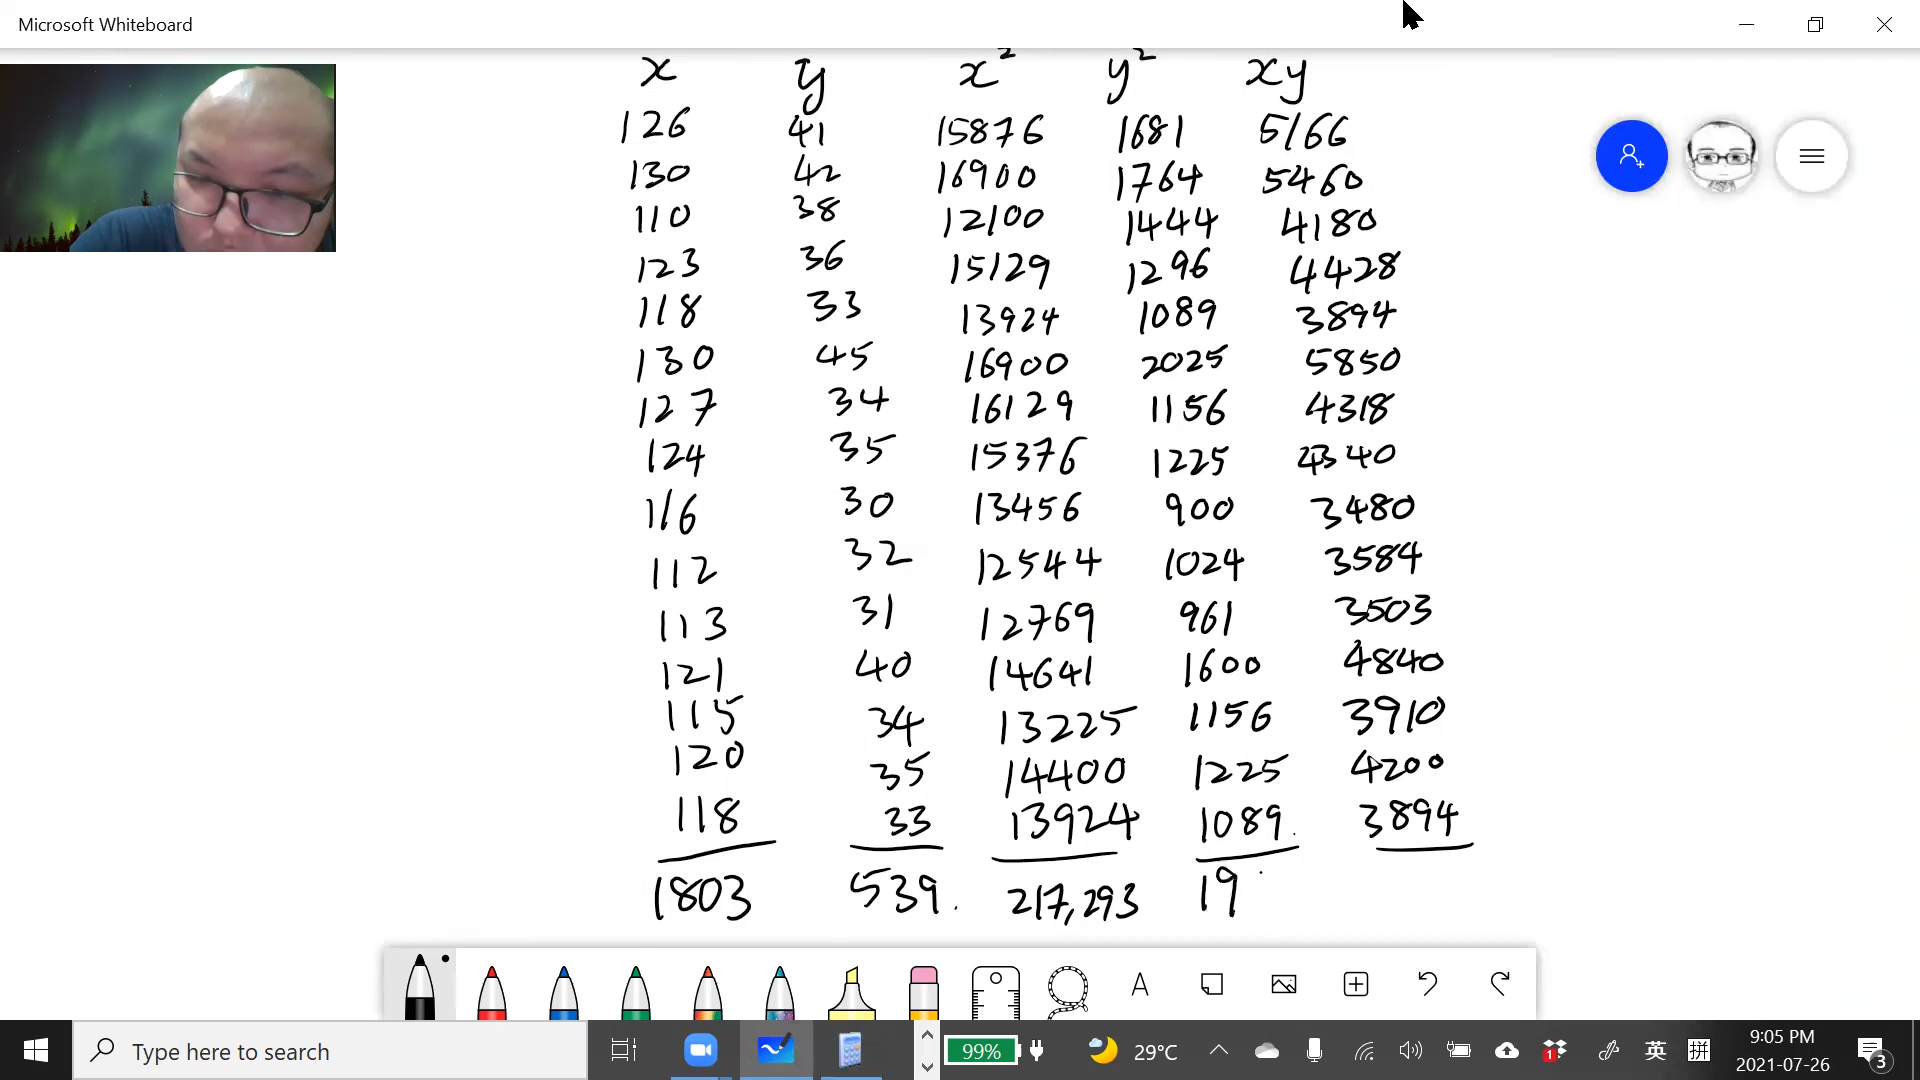 Microsoft Whiteboard
x y x² y² xy
126 41 15876 1681 5166
130 42 16900 1764 5460
110 38 12100 1444 4180
123 36 15129 1296 4428
118 33 13924 1089 3894
130 45 16900 2025 5850
127 34 16129 1156 4318
124 35 15376 1225 4340
116 30 13456 900 3480
112 32 12544 1024 3584
113 31 12769 961 3503
121 40 14641 1600 4840
115 34 13225 1156 3910
120 35 14400 1225 4200
118 33 13924 1089. 3894
1803 539. 217,293 19
A
Type here to search
99%
29°C
1
英
拼
9:05 PM
2021-07-26
3